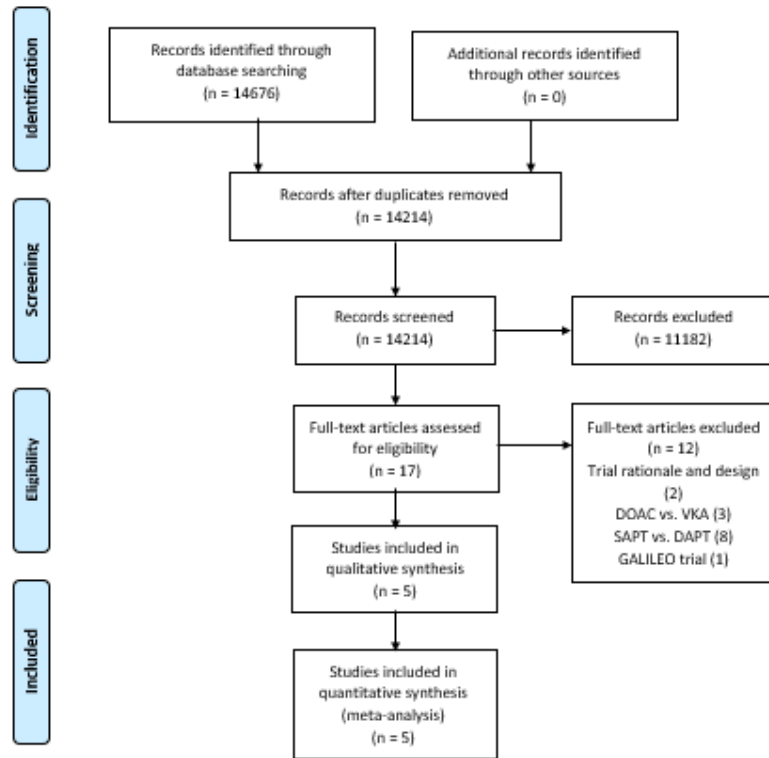 Identification
Records identified through
database searching
(n = 14676)
Additional records identified
through other sources
(n = 0)
Records after duplicates removed
(n = 14214)
Screening
Records screened
(n = 14214)
Records excluded
(n = 11182)
Eligibility
Full-text articles assessed
for eligibility
(n = 17)
Full-text articles excluded
(n = 12)
Trial rationale and design
(2)
DOAC vs. VKA (3)
SAPT vs. DAPT (8)
GALILEO trial (1)
Studies included in
qualitative synthesis
(n = 5)
Included
Studies included in
quantitative synthesis
(meta-analysis)
(n = 5)